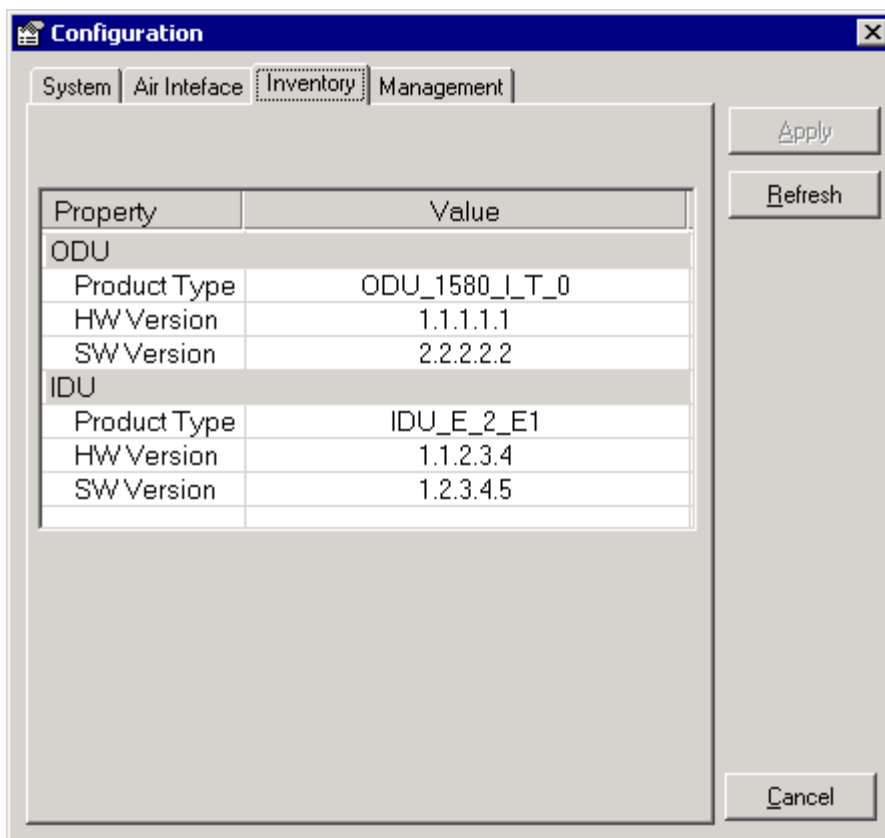 Configuration
System Air Inteface Inventory Management
Apply
Refresh
Property Value
ODU
Product Type ODU_1580_I_T_0
HW Version 1.1.1.1.1
SW Version 2.2.2.2.2
IDU
Product Type IDU_E_2_E1
HW Version 1.1.2.3.4
SW Version 1.2.3.4.5
Cancel